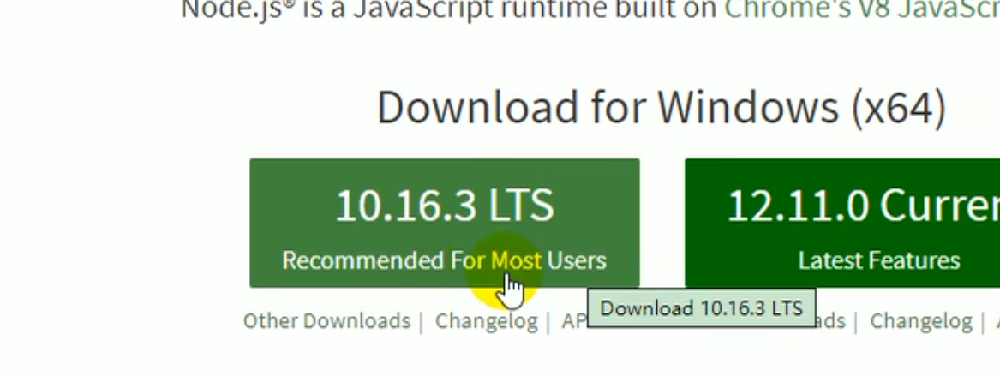 Node.js® is a JavaScript runtime built on Chrome's V8 JavaScr
Download for Windows (x64)
10.16.3 LTS
Recommended For Most Users
12.11.0 Curren
Latest Features
Download 10.16.3 LTS
Other Downloads | Changelog | AP
ads | Changelog | A